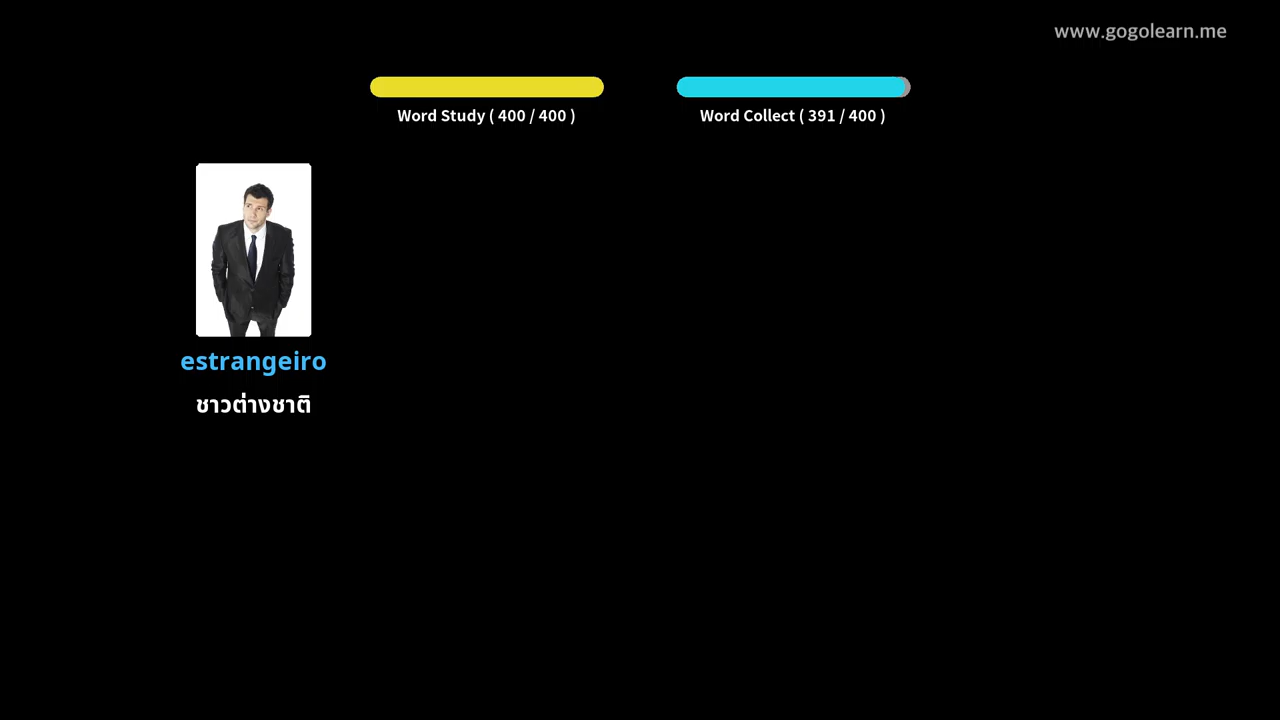 www.gogolearn.me
Word Study ( 400 / 400 )
Word Collect ( 391 / 400 )
estrangeiro
ชาวต่างชาติ